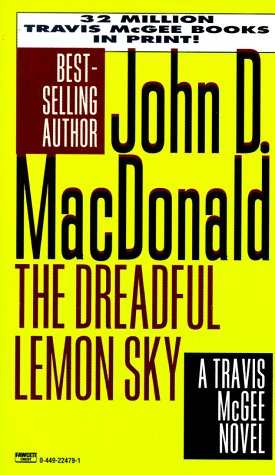 32 MILLION
TRAVIS McGEE BOOKS
IN PRINT!
BEST-
SELLING
AUTHOR
John D.
MacDonald
THE DREADFUL
LEMON SKY
A TRAVIS
McGEE
NOVEL
FAWCETT
CREST
0-449-22479-1